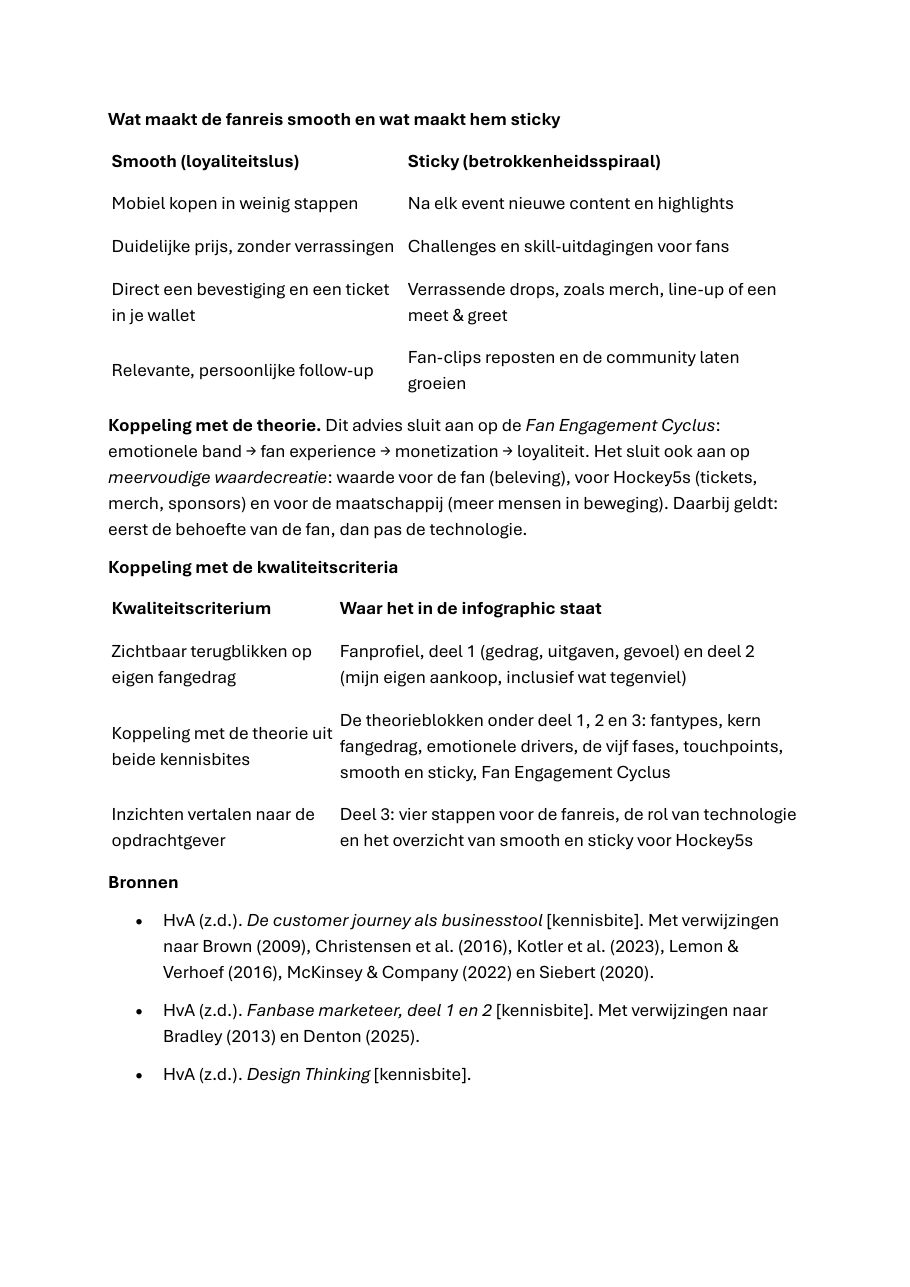 Wat maakt de fanreis smooth en wat maakt hem sticky
Smooth (loyaliteitslus) Sticky (betrokkenheidsspiraal)
Mobiel kopen in weinig stappen Na elk event nieuwe content en highlights
Duidelijke prijs, zonder verrassingen Challenges en skill-uitdagingen voor fans
Direct een bevestiging en een ticket
in je wallet
Verrassende drops, zoals merch, line-up of een
meet & greet
Relevante, persoonlijke follow-up
Fan-clips reposten en de community laten
groeien
Koppeling met de theorie. Dit advies sluit aan op de Fan Engagement Cyclus:
emotionele band → fan experience → monetization → loyaliteit. Het sluit ook aan op
meervoudige waardecreatie: waarde voor de fan (beleving), voor Hockey5s (tickets,
merch, sponsors) en voor de maatschappij (meer mensen in beweging). Daarbij geldt:
eerst de behoefte van de fan, dan pas de technologie.
Koppeling met de kwaliteitscriteria
Kwaliteitscriterium Waar het in de infographic staat
Zichtbaar terugblikken op
eigen fangedrag
Fanprofiel, deel 1 (gedrag, uitgaven, gevoel) en deel 2
(mijn eigen aankoop, inclusief wat tegenviel)
Koppeling met de theorie uit
beide kennisbites
De theorieblokken onder deel 1, 2 en 3: fantypes, kern
fangedrag, emotionele drivers, de vijf fases, touchpoints,
smooth en sticky, Fan Engagement Cyclus
Inzichten vertalen naar de
opdrachtgever
Deel 3: vier stappen voor de fanreis, de rol van technologie
en het overzicht van smooth en sticky voor Hockey5s
Bronnen
• HvA (z.d.). De customer journey als businesstool [kennisbite]. Met verwijzingen
naar Brown (2009), Christensen et al. (2016), Kotler et al. (2023), Lemon &
Verhoef (2016), McKinsey & Company (2022) en Siebert (2020).
• HvA (z.d.). Fanbase marketeer, deel 1 en 2 [kennisbite]. Met verwijzingen naar
Bradley (2013) en Denton (2025).
• HvA (z.d.). Design Thinking [kennisbite].